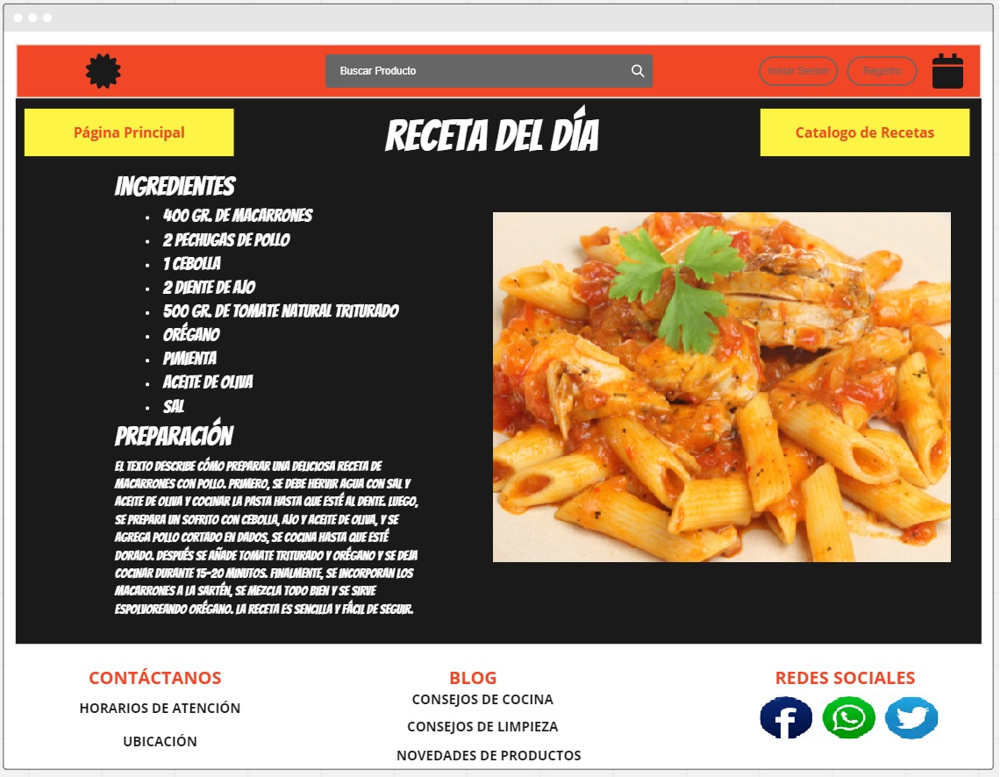 Buscar Producto
Inisiar Sesion
Registro
Página Principal
RECETA DEL DÍA
Catalogo de Recetas
INGREDIENTES
• 400 GR. DE MACARRONES
• 2 PECHUGAS DE POLLO
• 1 CEBOLLA
• 2 DIENTE DE AJO
• 500 GR. DE TOMATE NATURAL TRITURADO
• ORÉGANO
• PIMIENTA
• ACEITE DE OLIVA
• SAL
PREPARACIÓN
EL TEXTO DESCRIBE CÓMO PREPARAR UNA DELICIOSA RECETA DE
MACARRONES CON POLLO. PRIMERO, SE DEBE HERVIR AGUA CON SAL Y
ACEITE DE OLIVA Y COCINAR LA PASTA HASTA QUE ESTÉ AL DENTE. LUEGO,
SE PREPARA UN SOFRITO CON CEBOLLA, AJO Y ACEITE DE OLIVA, Y SE
AGREGA POLLO CORTADO EN DADOS, SE COCINA HASTA QUE ESTÉ
DORADO. DESPUÉS SE AÑADE TOMATE TRITURADO Y ORÉGANO Y SE DEJA
COCINAR DURANTE 15-20 MINUTOS. FINALMENTE, SE INCORPORAN LOS
MACARRONES A LA SARTÉN, SE MEZCLA TODO BIEN Y SE SIRVE
ESPOLVOREANDO ORÉGANO. LA RECETA ES SENCILLA Y FÁCIL DE SEGUIR.
CONTÁCTANOS
HORARIOS DE ATENCIÓN
UBICACIÓN
BLOG
CONSEJOS DE COCINA
CONSEJOS DE LIMPIEZA
NOVEDADES DE PRODUCTOS
REDES SOCIALES